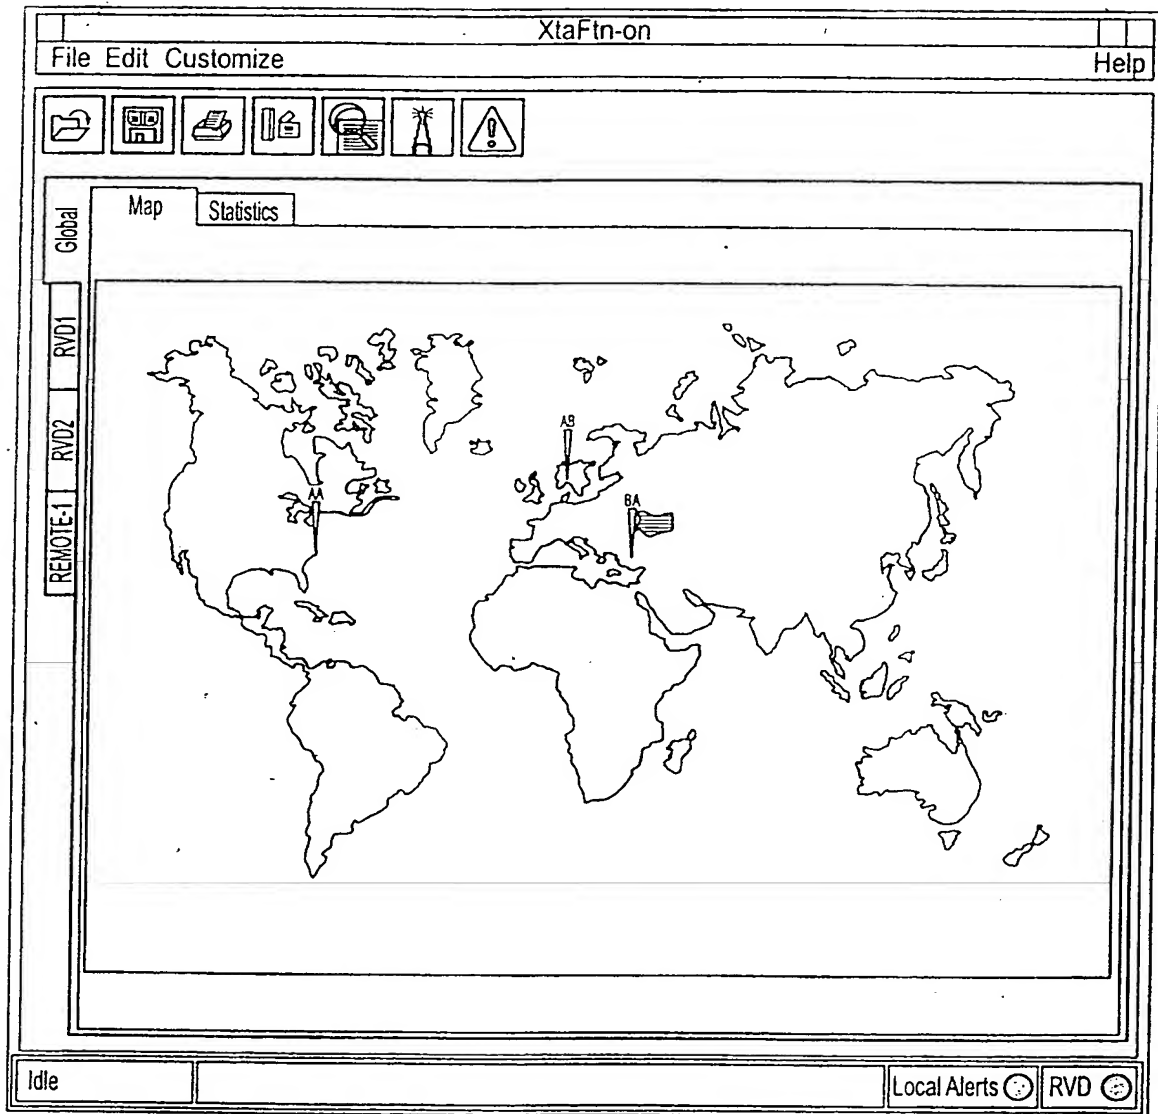 XtaFtn-on
File Edit Customize
Help
Map
Statistics
Global
RVD1
RVD2
REMOTE-1
AB
AA
BA
Idle
Local Alerts
RVD